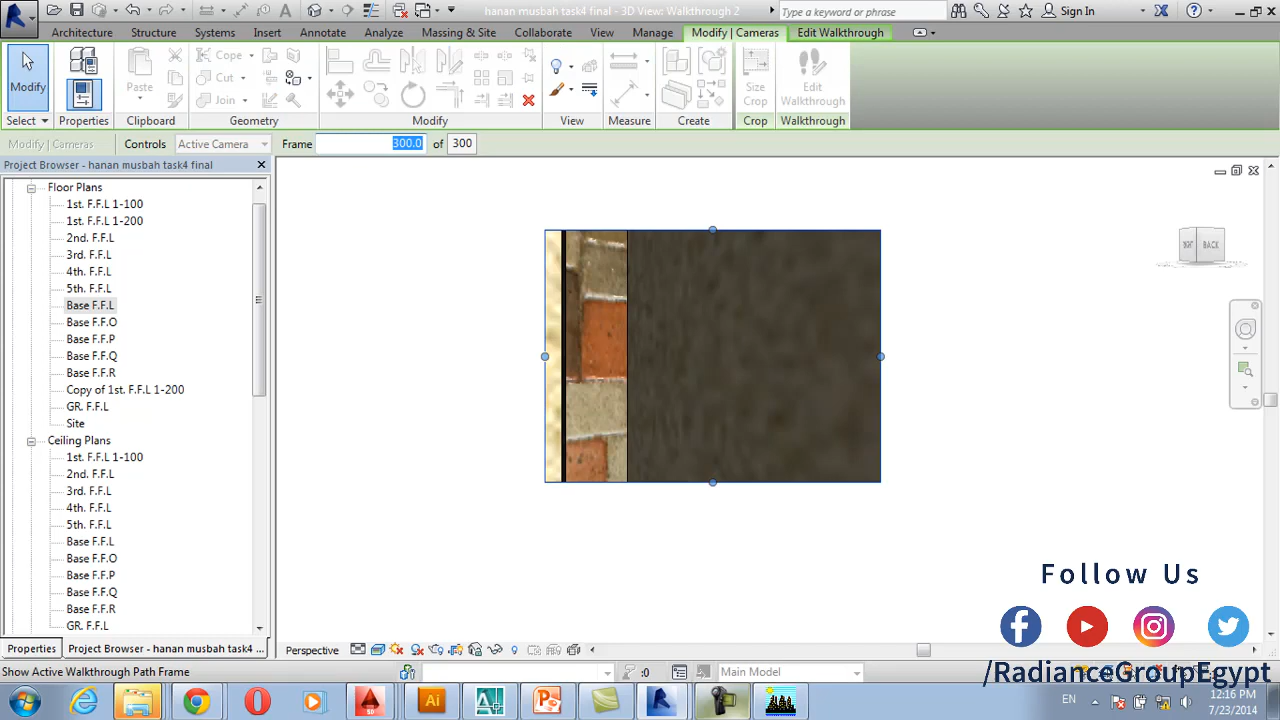 hanan musbah task4 final - 3D View: Walkthrough 2
Type a keyword or phrase
Sign In
Architecture Structure Systems Insert Annotate Analyze Massing & Site Collaborate View Manage Modify | Cameras Edit Walkthrough
Modify
Paste
Cope
Cut
Join
Size Crop
Edit Walkthrough
Select Properties Clipboard Geometry Modify View Measure Create Crop Walkthrough
Modify | Cameras Controls Active Camera Frame 300.0 of 300
Project Browser - hanan musbah task4 final
Floor Plans
1st. F.F.L 1-100
1st. F.F.L 1-200
2nd. F.F.L
3rd. F.F.L
4th. F.F.L
5th. F.F.L
Base F.F.L
Base F.F.O
Base F.F.P
Base F.F.Q
Base F.F.R
Copy of 1st. F.F.L 1-200
GR. F.F.L
Site
Ceiling Plans
1st. F.F.L 1-100
2nd. F.F.L
3rd. F.F.L
4th. F.F.L
5th. F.F.L
Base F.F.L
Base F.F.O
Base F.F.P
Base F.F.Q
Base F.F.R
GR. F.F.L
BACK
Follow Us
/RadianceGroupEgypt
Properties Project Browser - hanan musbah task4 ...
Perspective
Show Active Walkthrough Path Frame
:0
Main Model
EN
12:16 PM
7/23/2014